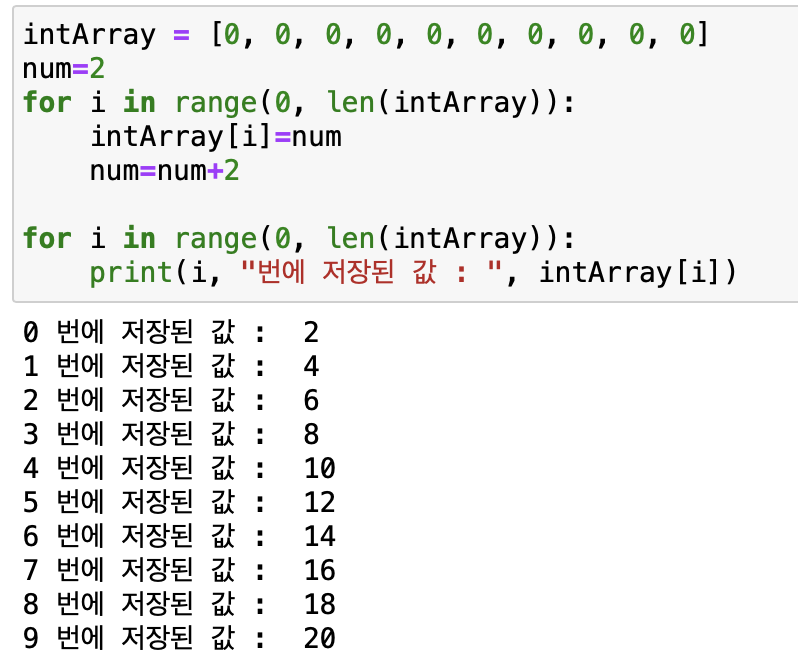 intArray = [0, 0, 0, 0, 0, 0, 0, 0, 0, 0]
num=2
for i in range(0, len(intArray)):
    intArray[i]=num
    num=num+2

for i in range(0, len(intArray)):
    print(i, "번에 저장된 값 : ", intArray[i])
0 번에 저장된 값 :  2
1 번에 저장된 값 :  4
2 번에 저장된 값 :  6
3 번에 저장된 값 :  8
4 번에 저장된 값 :  10
5 번에 저장된 값 :  12
6 번에 저장된 값 :  14
7 번에 저장된 값 :  16
8 번에 저장된 값 :  18
9 번에 저장된 값 :  20